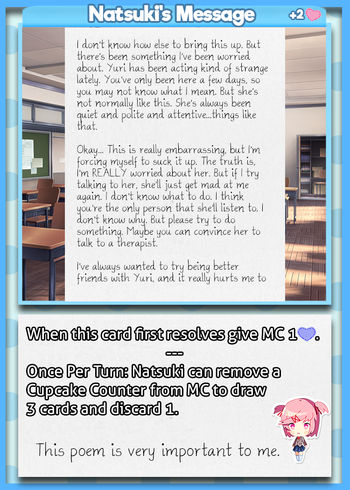 Natsuki's Message
+2
I don't know how else to bring this up. But
there's been something I've been worried
about. Yuri has been acting kind of strange
lately. You've only been here a few days, so
you may not know what I mean. But she's
not normally like this. She's always been
quiet and polite and attentive...things like
that.
Okay... This is really embarrassing, but I'm
forcing myself to suck it up. The truth is,
I'm REALLY worried about her. But if I try
talking to her, she'll just get mad at me
again. I don't know what to do. I think
you're the only person that she'll listen to. I
don't know why. But please try to do
something. Maybe you can convince her to
talk to a therapist.
I've always wanted to try being better
friends with Yuri, and it really hurts me to
When this card first resolves give MC 1.
---
Once Per Turn: Natsuki can remove a
Cupcake Counter from MC to draw
3 cards and discard 1.
This poem is very important to me.